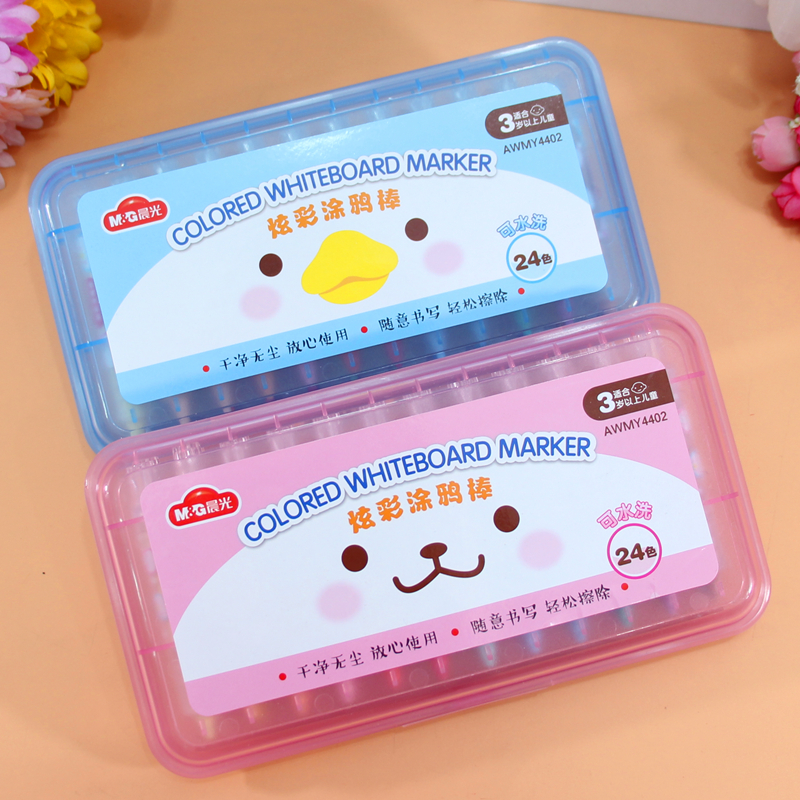 M&G晨光
3 适合
岁以上儿童
AWMY4402
COLORED WHITEBOARD MARKER
炫彩涂鸦棒
可水洗
24色
• 干净无尘 放心使用 • 随意书写 轻松擦除 •
M&G晨光
3 适合
岁以上儿童
AWMY4402
COLORED WHITEBOARD MARKER
炫彩涂鸦棒
可水洗
24色
• 干净无尘 放心使用 • 随意书写 轻松擦除 •